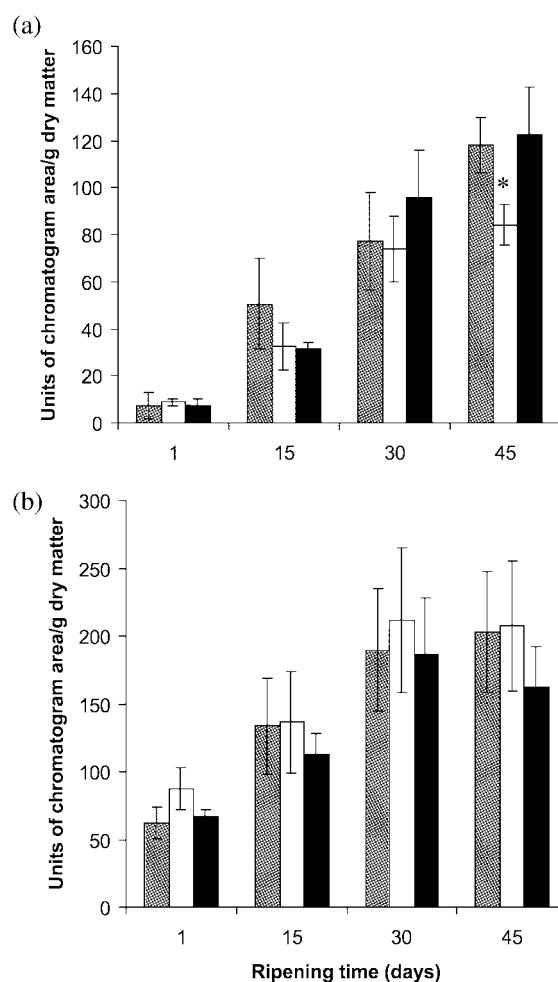 (a)
Units of chromatogram area/g dry matter
160
140
120
100
80
60
40
20
0
*
1 15 30 45
(b)
Units of chromatogram area/g dry matter
300
250
200
150
100
50
0
1 15 30 45
Ripening time (days)